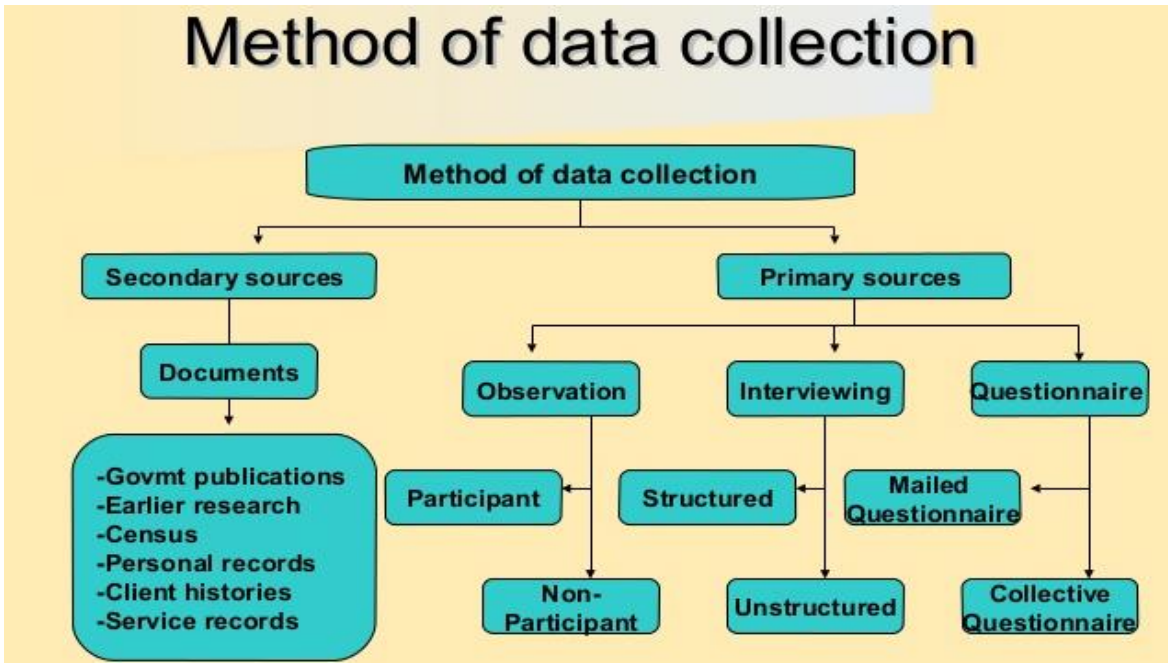 Method of data collection
Method of data collection
Secondary sources
Primary sources
Documents
Observation
Interviewing
Questionnaire
-Govmt publications
-Earlier research
-Census
-Personal records
-Client histories
-Service records
Participant
Structured
Mailed
Questionnaire
Non-
Participant
Unstructured
Collective
Questionnaire